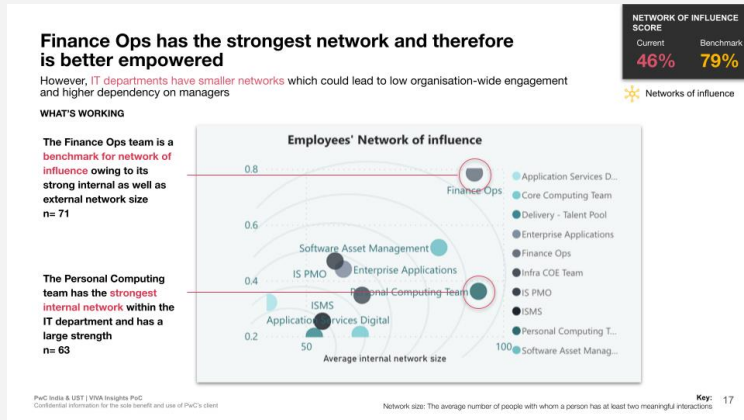 NETWORK OF INFLUENCE
SCORE
Current
Benchmark
46%
79%
Networks of influence
Finance Ops has the strongest network and therefore
is better empowered
However, IT departments have smaller networks which could lead to low organisation-wide engagement
and higher dependency on managers
WHAT'S WORKING
The Finance Ops team is a
benchmark for network of
influence owing to its
strong internal as well as
external network size
n= 71
The Personal Computing
team has the strongest
internal network within the
IT department and has a
large strength
n= 63
Employees' Network of influence
0.8
0.6
0.4
0.2
Finance Ops
Software Asset Management
IS PMO
Enterprise Applications
Personal Computing Team
ISMS
Application Services Digital
50
100
Average internal network size
Application Services D...
Core Computing Team
Delivery - Talent Pool
Enterprise Applications
Finance Ops
Infra COE Team
IS PMO
ISMS
Personal Computing T...
Software Asset Manag...
PwC India & UST | VIVA Insights PoC
Confidential information for the sole benefit and use of PwC's client
Key:
Network size: The average number of people with whom a person has at least two meaningful interactions
17